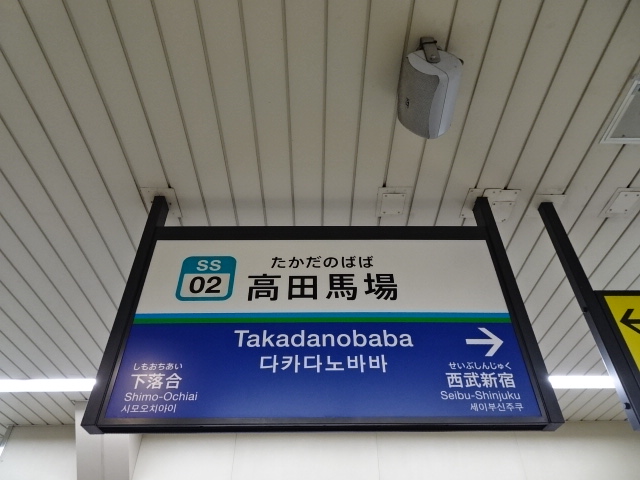 SS
02
たかだのばば
高田馬場
Takadanobaba
다카다노바바
しもおちあい
下落合
Shimo-Ochiai
시모오치아이
せいぶしんじゅく
西武新宿
Seibu-Shinjuku
세이부신주쿠